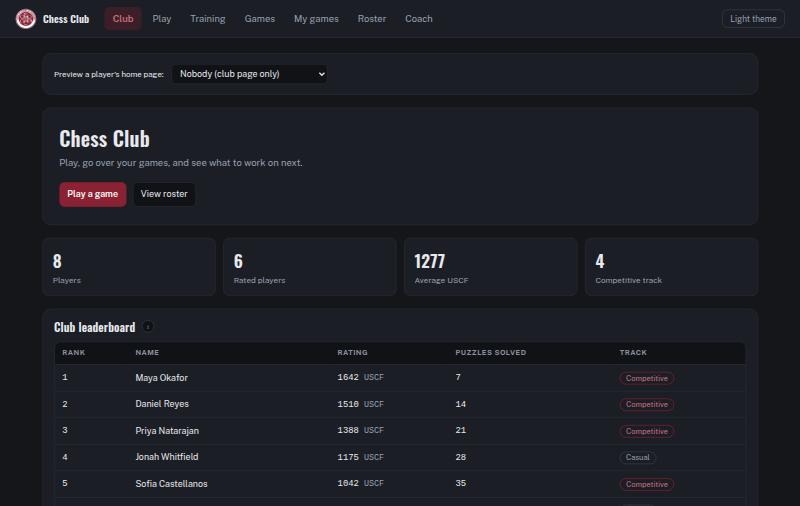 Chess Club Club Play Training Games My games Roster Coach Light theme
Preview a player's home page: Nobody (club page only)
Chess Club
Play, go over your games, and see what to work on next.
Play a game View roster
8 6 1277 4
Players Rated players Average USCF Competitive track
Club leaderboard i
RANK NAME RATING PUZZLES SOLVED TRACK
1 Maya Okafor 1642 USCF 7 Competitive
2 Daniel Reyes 1510 USCF 14 Competitive
3 Priya Natarajan 1388 USCF 21 Competitive
4 Jonah Whitfield 1175 USCF 28 Casual
5 Sofia Castellanos 1042 USCF 35 Competitive